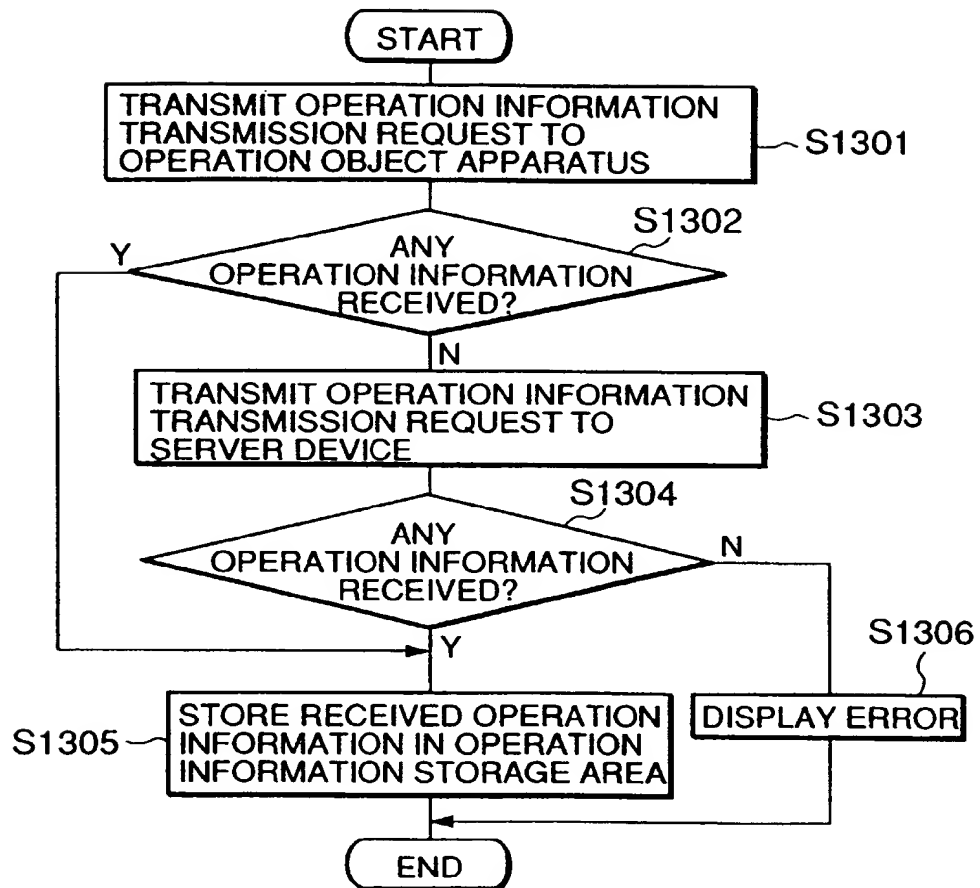 START
TRANSMIT OPERATION INFORMATION
TRANSMISSION REQUEST TO
OPERATION OBJECT APPARATUS
S1301
S1302
Y
ANY
OPERATION INFORMATION
RECEIVED?
N
TRANSMIT OPERATION INFORMATION
TRANSMISSION REQUEST TO
SERVER DEVICE
S1303
S1304
ANY
OPERATION INFORMATION
RECEIVED?
N
Y
S1306
STORE RECEIVED OPERATION
INFORMATION IN OPERATION
INFORMATION STORAGE AREA
S1305
DISPLAY ERROR
END